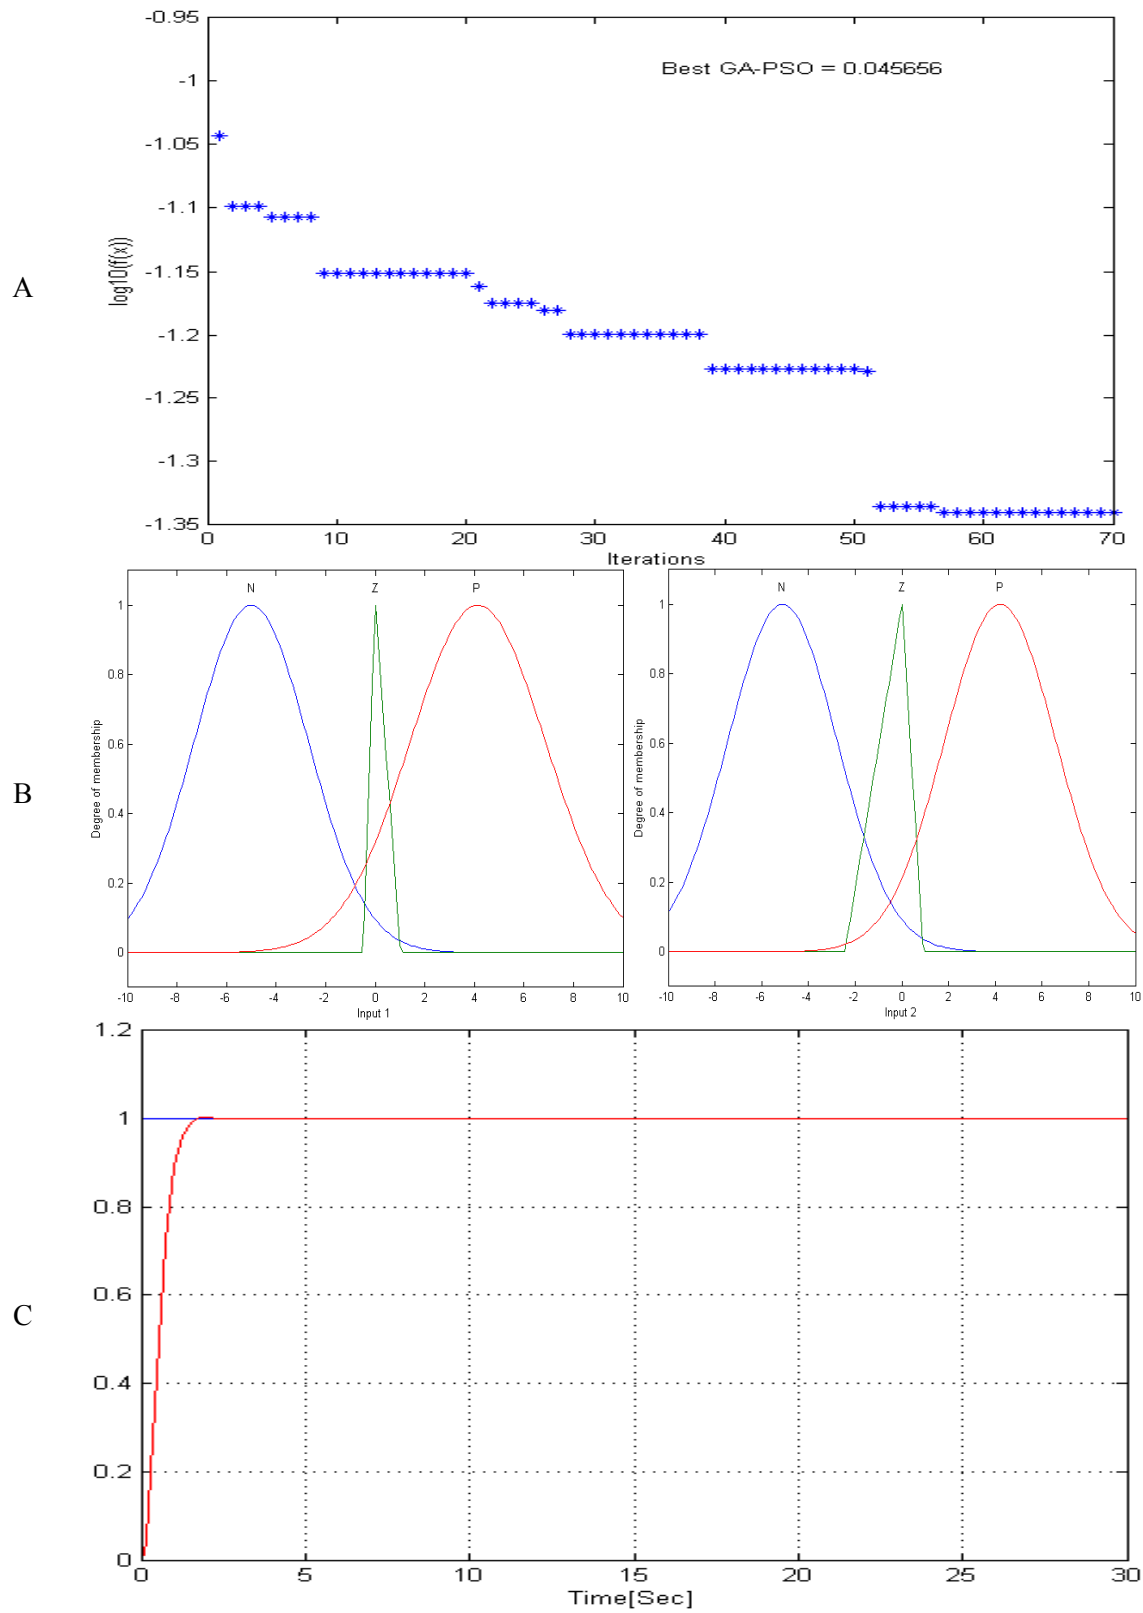 A
-0.95
-1
-1.05
-1.1
-1.15
-1.2
-1.25
-1.3
-1.35
log10(f(x))
Best GA-PSO = 0.045656
0 10 20 30 40 50 60 70
Iterations
B
N Z P
1
0.8
0.6
0.4
0.2
0
Degree of membership
-10 -8 -6 -4 -2 0 2 4 6 8 10
Input 1
N Z P
1
0.8
0.6
0.4
0.2
0
Degree of membership
-10 -8 -6 -4 -2 0 2 4 6 8 10
Input 2
C
1.2
1
0.8
0.6
0.4
0.2
0
0 5 10 15 20 25 30
Time[Sec]